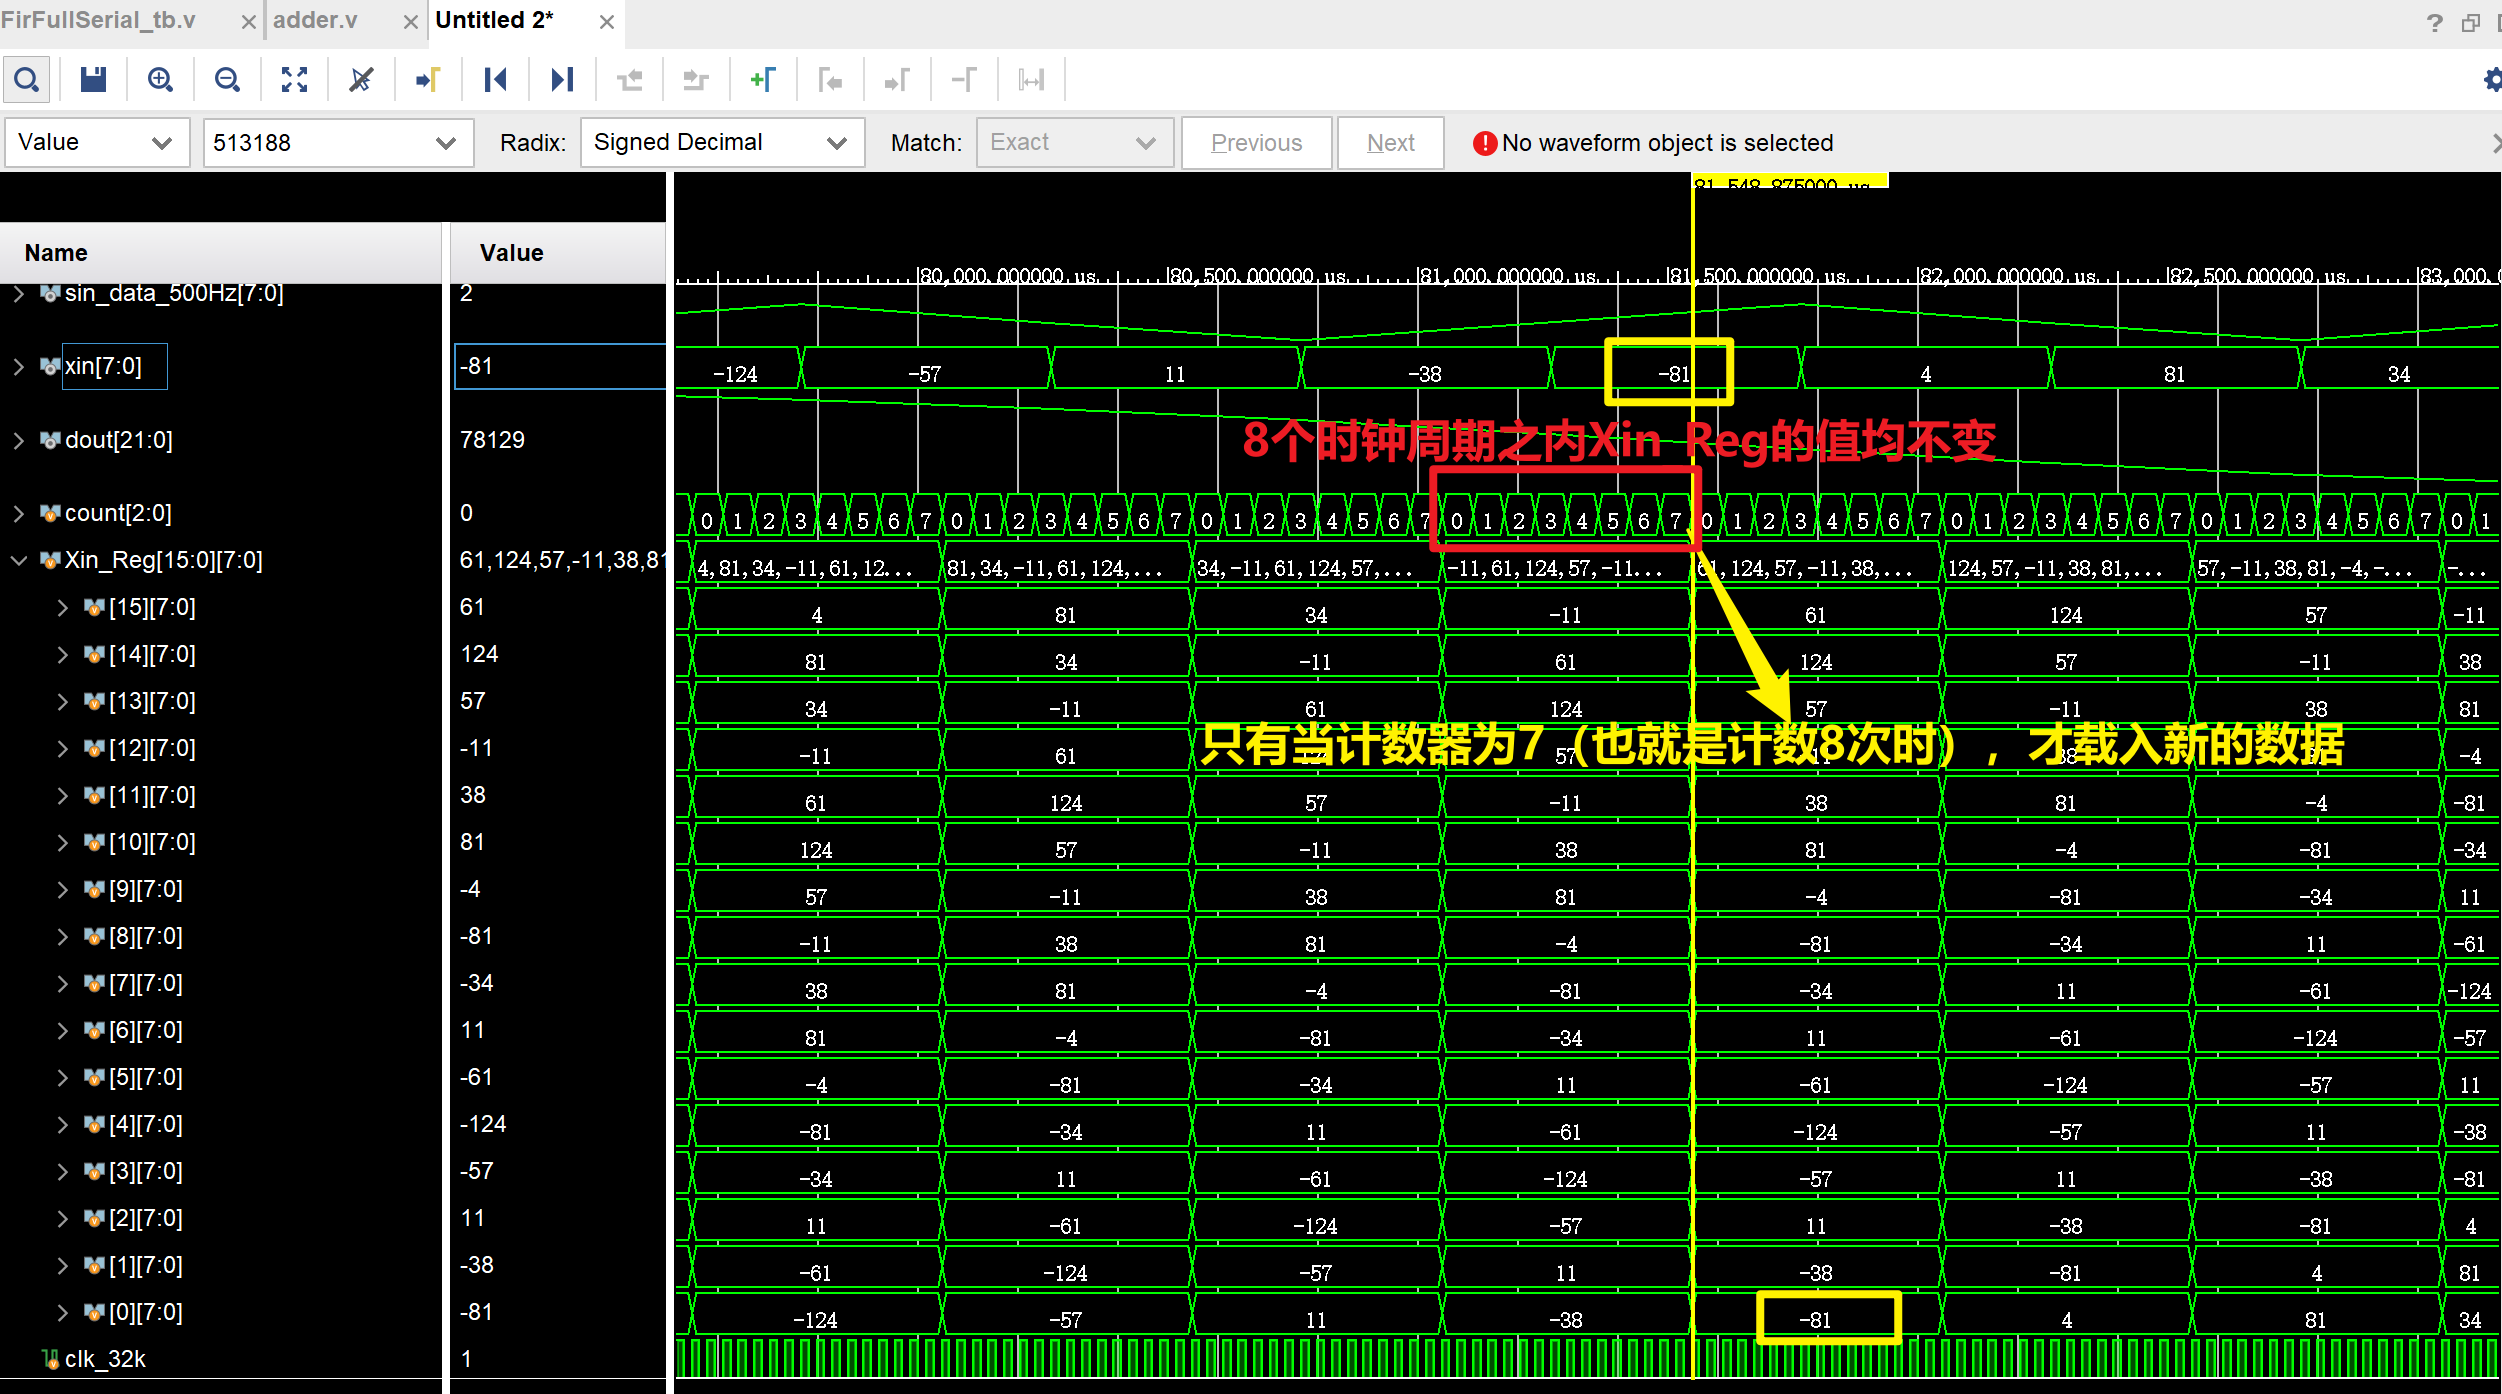 FirFullSerial_tb.v
adder.v
Untitled 2*
Value
513188
Radix:
Signed Decimal
Match:
Exact
Previous
Next
No waveform object is selected
81,548.875000 us
Name
Value
80,000.000000 us
80,500.000000 us
81,000.000000 us
81,500.000000 us
82,000.000000 us
82,500.000000 us
83,000.0
sin_data_500Hz[7:0] 2
xin[7:0] -81 -124 -57 11 -38 -81 4 81 34
dout[21:0] 78129
8个时钟周期之内Xin_Reg的值均不变
count[2:0] 0 0 1 2 3 4 5 6 7 0 1 2 3 4 5 6 7 0 1 2 3 4 5 6 7 0 1 2 3 4 5 6 7 0 1 2 3 4 5 6 7 0 1 2 3 4 5 6 7 0 1 2 3 4 5 6 7 0 1
Xin_Reg[15:0][7:0] 61,124,57,-11,38,81 4,81,34,-11,61,12... 81,34,-11,61,124,... 34,-11,61,124,57,... -11,61,124,57,-11... 61,124,57,-11,38,... 124,57,-11,38,81,... 57,-11,38,81,-4,-... -...
[15][7:0] 61 4 81 34 -11 61 124 57 -11
[14][7:0] 124 81 34 -11 61 124 57 -11 38
[13][7:0] 57 34 -11 61 124 57 -11 38 81
只有当计数器为7（也就是计数8次时），才载入新的数据
[12][7:0] -11 -11 61 57 38 -4
[11][7:0] 38 61 124 57 -11 38 81 -4 -81
[10][7:0] 81 124 57 -11 38 81 -4 -81 -34
[9][7:0] -4 57 -11 38 81 -4 -81 -34 11
[8][7:0] -81 -11 38 81 -4 -81 -34 11 -61
[7][7:0] -34 38 81 -4 -81 -34 11 -61 -124
[6][7:0] 11 81 -4 -81 -34 11 -61 -124 -57
[5][7:0] -61 -4 -81 -34 11 -61 -124 -57 11
[4][7:0] -124 -81 -34 11 -61 -124 -57 11 -38
[3][7:0] -57 -34 11 -61 -124 -57 11 -38 -81
[2][7:0] 11 11 -61 -124 -57 11 -38 -81 4
[1][7:0] -38 -61 -124 -57 11 -38 -81 4 81
[0][7:0] -81 -124 -57 11 -38 -81 4 81 34
clk_32k 1